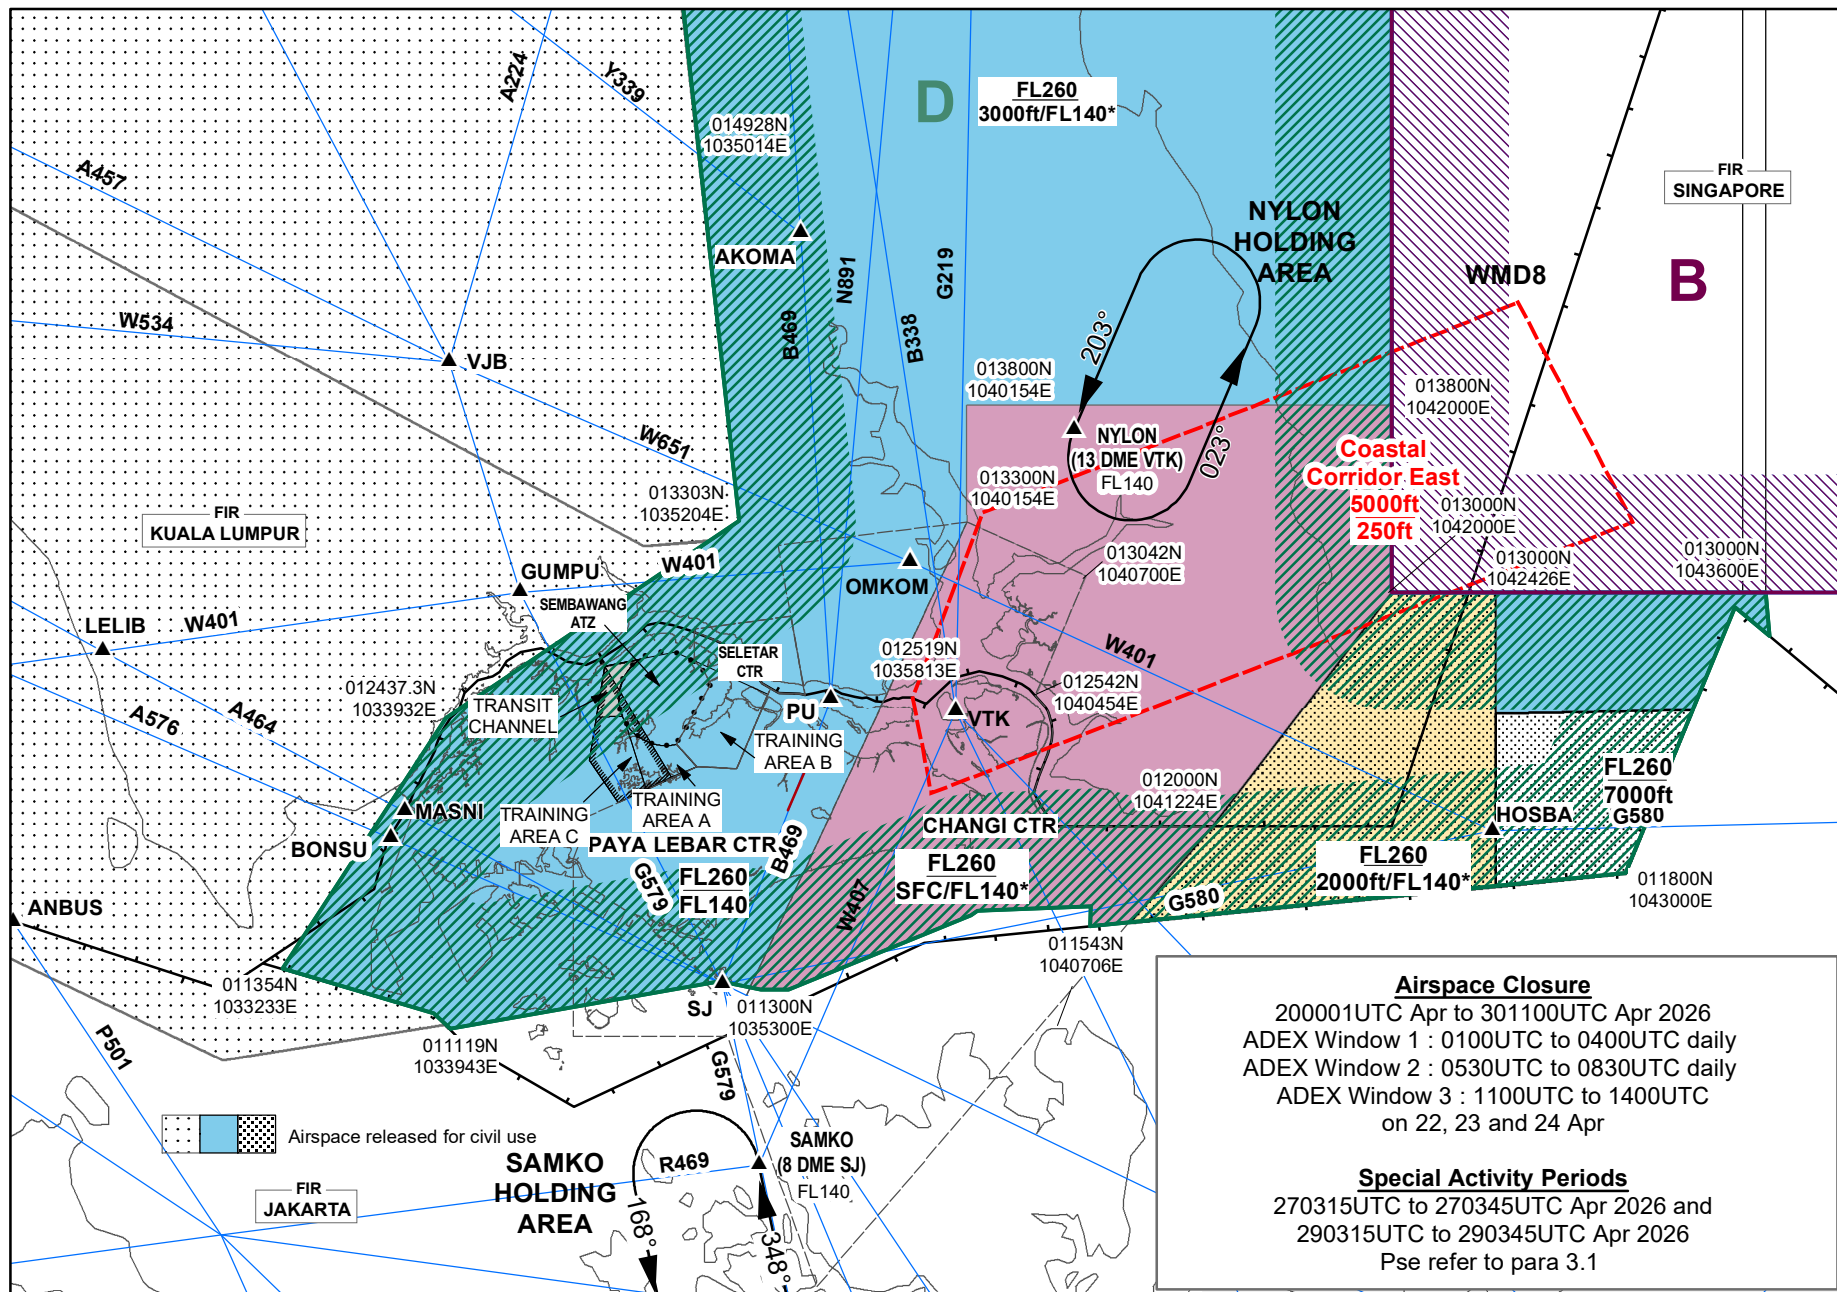 A224
Y339
D
FL260
3000ft/FL140*
014928N
1035014E
A457
FIR
SINGAPORE
NYLON
HOLDING
AREA
AKOMA
N891
G219
WMD8
B
W534
B469
B338
203°
VJB
013800N
1040154E
013800N
1042000E
W651
NYLON
(13 DME VTK)
FL140
023°
Coastal
Corridor East
5000ft
250ft
013300N
1040154E
013303N
1035204E
013000N
1042000E
FIR
KUALA LUMPUR
W401
013042N
1040700E
013000N
1042426E
013000N
1043600E
GUMPU
OMKOM
SEMBAWANG
ATZ
W401
LELIB
SELETAR
CTR
012519N
1035813E
W401
012437.3N
1033932E
TRANSIT
CHANNEL
012542N
1040454E
A576
A464
PU
VTK
TRAINING
AREA B
FL260
7000ft
G580
012000N
1041224E
TRAINING
AREA A
MASNI
TRAINING
AREA C
HOSBA
CHANGI CTR
BONSU
PAYA LEBAR CTR
B469
FL260
SFC/FL140*
FL260
2000ft/FL140*
G579
FL260
FL140
011800N
1043000E
ANBUS
W407
G580
011543N
1040706E
011354N
1033233E
SJ
011300N
1035300E
P501
011119N
1033943E
G579
Airspace Closure
200001UTC Apr to 301100UTC Apr 2026
ADEX Window 1 : 0100UTC to 0400UTC daily
ADEX Window 2 : 0530UTC to 0830UTC daily
ADEX Window 3 : 1100UTC to 1400UTC
on 22, 23 and 24 Apr
Special Activity Periods
270315UTC to 270345UTC Apr 2026 and
290315UTC to 290345UTC Apr 2026
Pse refer to para 3.1
Airspace released for civil use
SAMKO
HOLDING
AREA
R469
SAMKO
(8 DME SJ)
FL140
FIR
JAKARTA
168°
348°